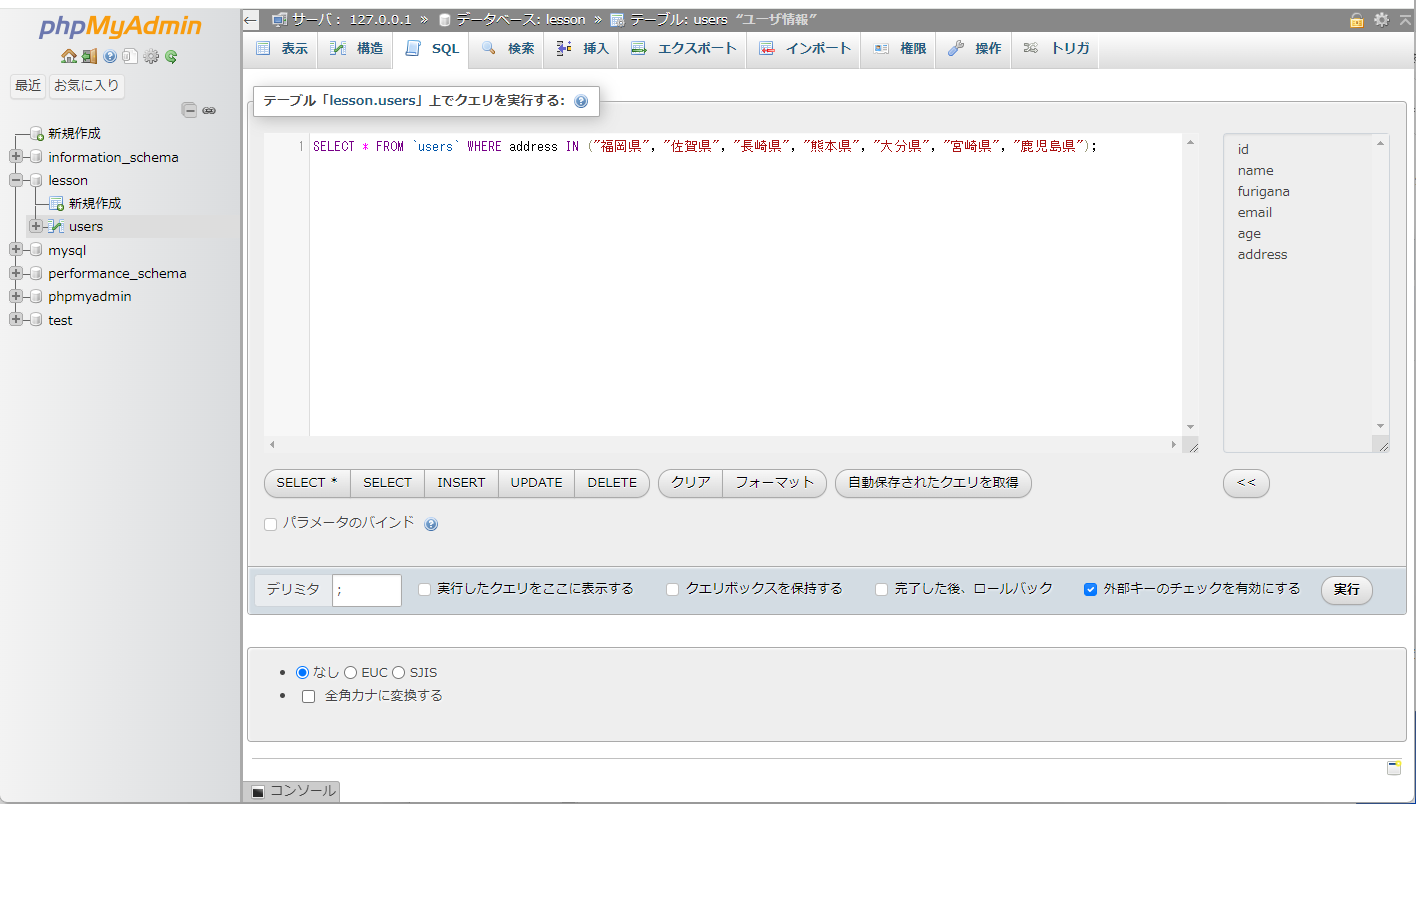 phpMyAdmin
最近 お気に入り
新規作成
information_schema
lesson
新規作成
users
mysql
performance_schema
phpmyadmin
test
← サーバ: 127.0.0.1 » データベース: lesson » テーブル: users “ユーザ情報”
表示 構造 SQL 検索 挿入 エクスポート インポート 権限 操作 トリガ
テーブル「lesson.users」上でクエリを実行する:
1 SELECT * FROM `users` WHERE address IN ("福岡県", "佐賀県", "長崎県", "熊本県", "大分県", "宮崎県", "鹿児島県");
id
name
furigana
email
age
address
SELECT * SELECT INSERT UPDATE DELETE クリア フォーマット 自動保存されたクエリを取得 <<
パラメータのバインド
デリミタ ; 実行したクエリをここに表示する クエリボックスを保持する 完了した後、ロールバック 外部キーのチェックを有効にする 実行
なし EUC SJIS
全角カナに変換する
コンソール